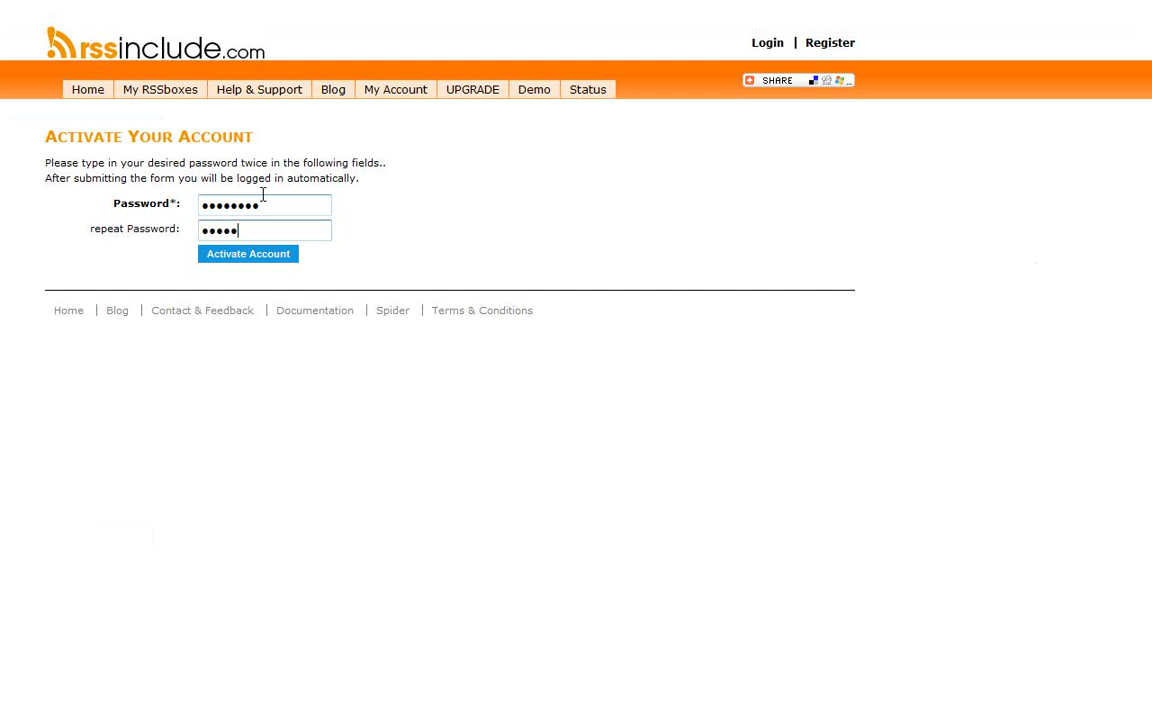 rssinclude.com
Login | Register
Home My RSSboxes Help & Support Blog My Account UPGRADE Demo Status
SHARE ...
ACTIVATE YOUR ACCOUNT
Please type in your desired password twice in the following fields..
After submitting the form you will be logged in automatically.
Password*: ●●●●●●●●
repeat Password: ●●●●●
Activate Account
Home | Blog | Contact & Feedback | Documentation | Spider | Terms & Conditions